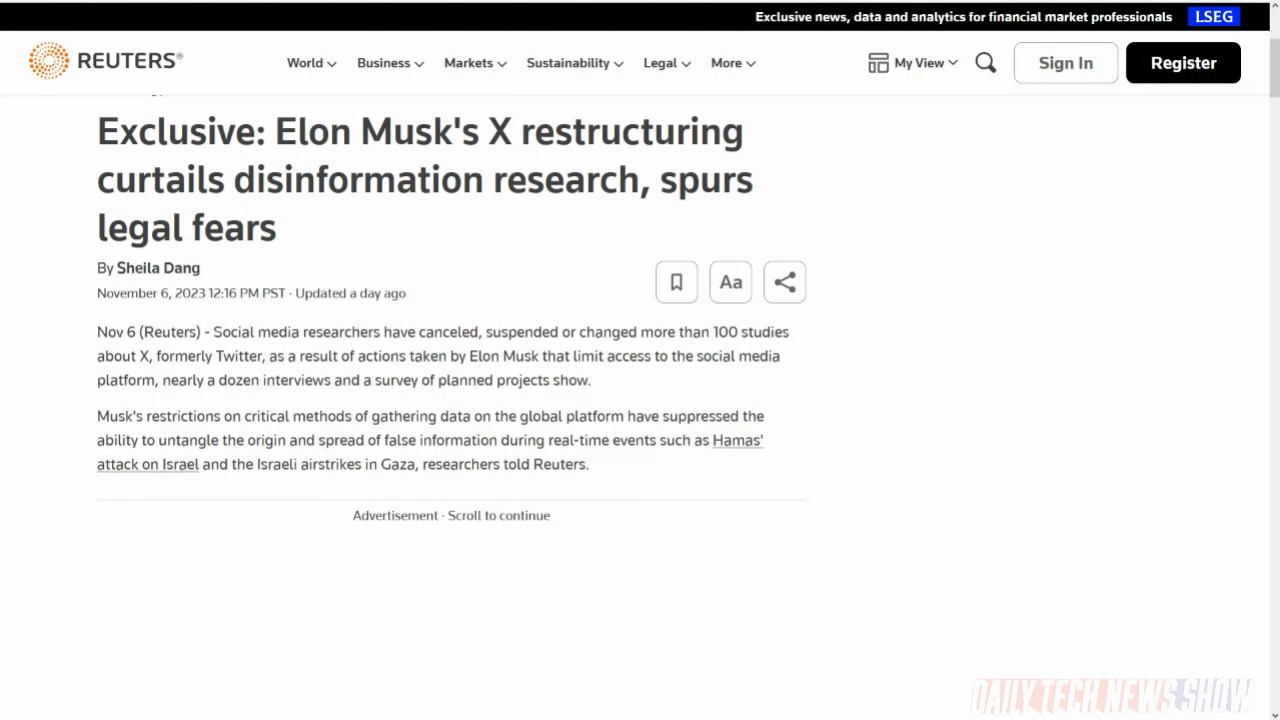 Exclusive news, data and analytics for financial market professionals LSEG
REUTERS®
World Business Markets Sustainability Legal More My View Sign In Register
Exclusive: Elon Musk's X restructuring
curtails disinformation research, spurs
legal fears
By Sheila Dang
November 6, 2023 12:16 PM PST · Updated a day ago
Aa
Nov 6 (Reuters) - Social media researchers have canceled, suspended or changed more than 100 studies
about X, formerly Twitter, as a result of actions taken by Elon Musk that limit access to the social media
platform, nearly a dozen interviews and a survey of planned projects show.
Musk's restrictions on critical methods of gathering data on the global platform have suppressed the
ability to untangle the origin and spread of false information during real-time events such as Hamas'
attack on Israel and the Israeli airstrikes in Gaza, researchers told Reuters.
Advertisement · Scroll to continue
DAILY TECH NEWS SHOW